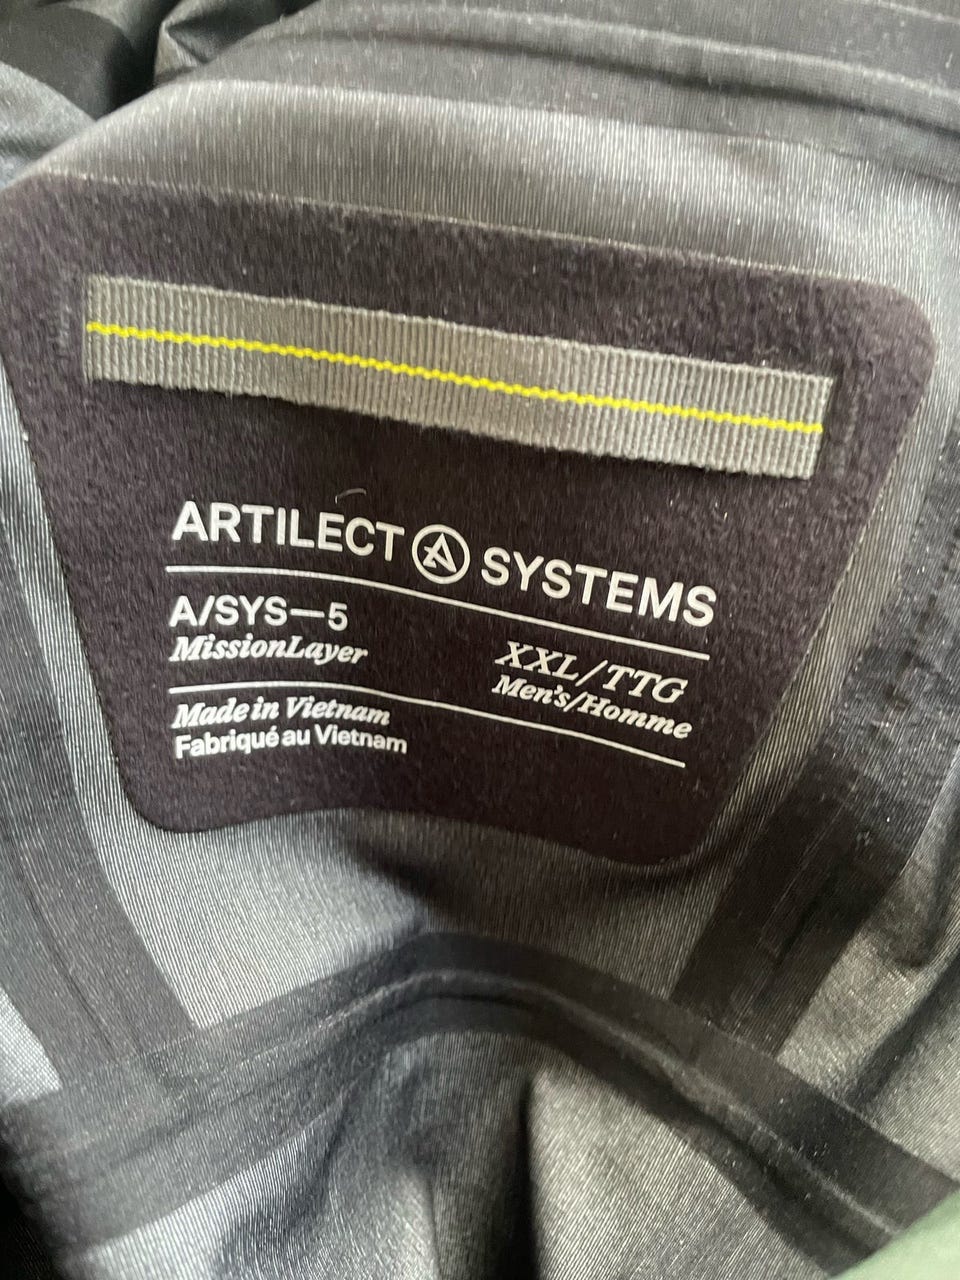 ARTILECT A SYSTEMS
A/SYS—5
MissionLayer
XXL/TTG
Men's/Homme
Made in Vietnam
Fabriqué au Vietnam